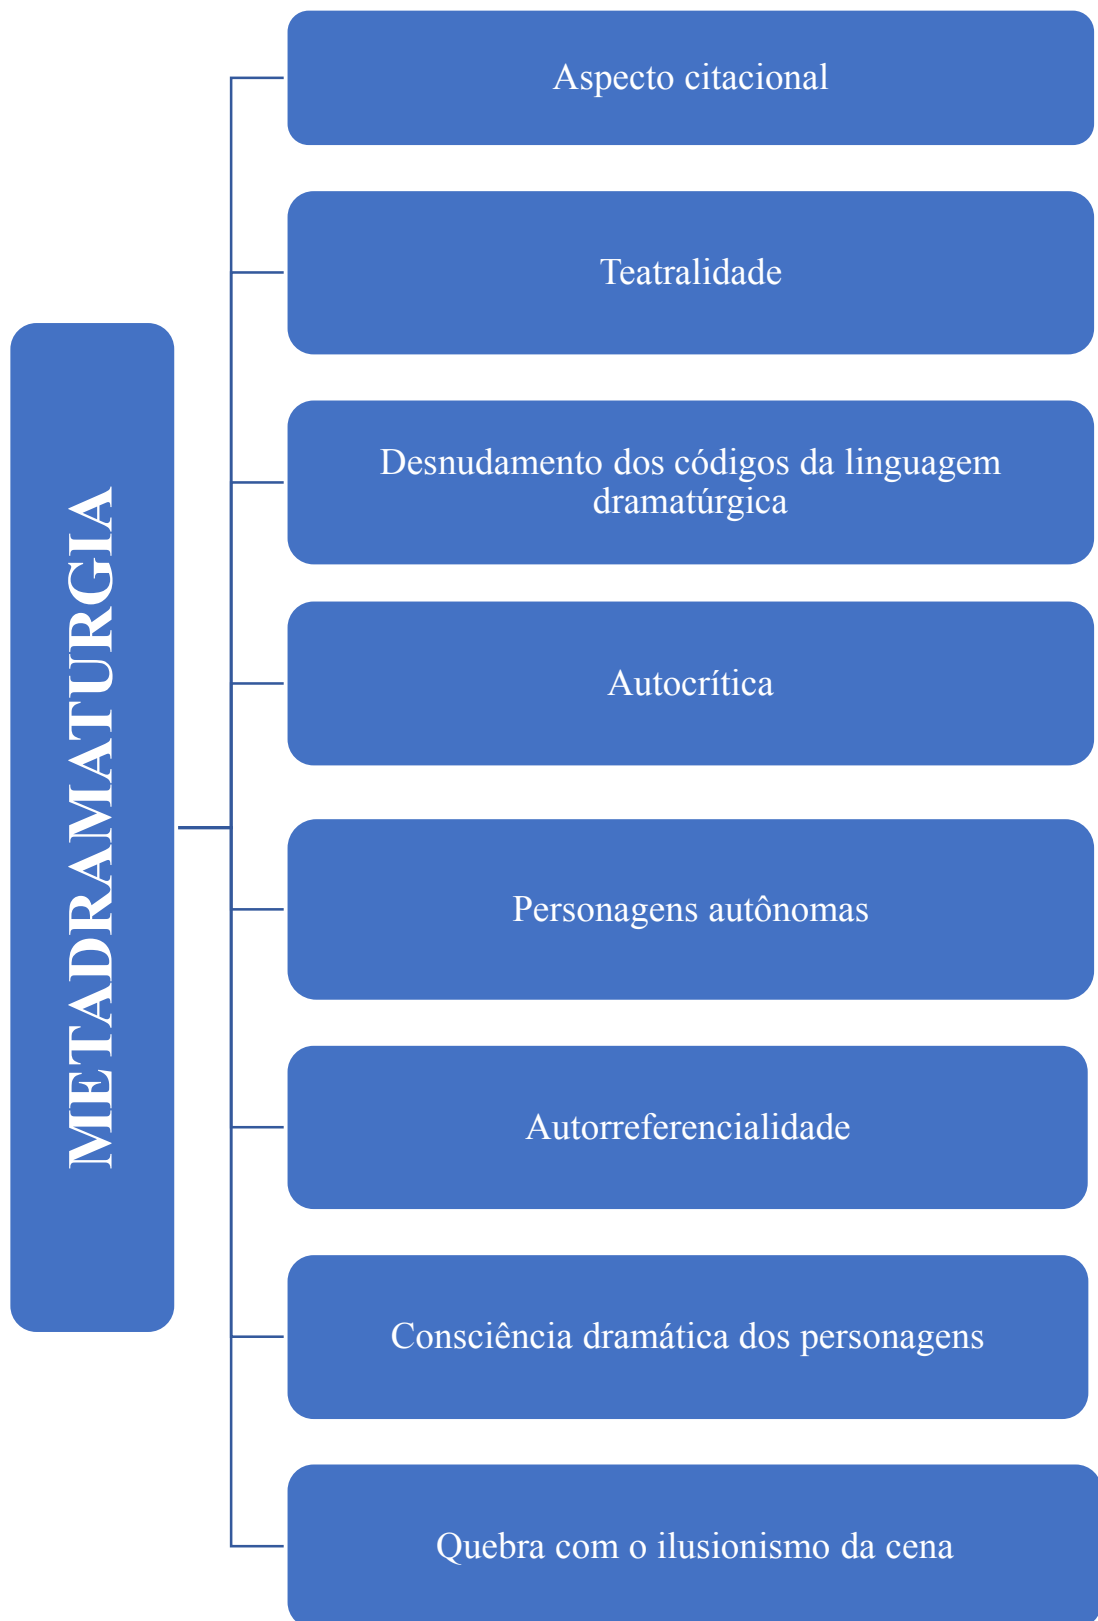 METADRAMATURGIA
Aspecto citacional
Teatralidade
Desnudamento dos códigos da linguagem
dramatúrgica
Autocrítica
Personagens autônomas
Autorreferencialidade
Consciência dramática dos personagens
Quebra com o ilusionismo da cena